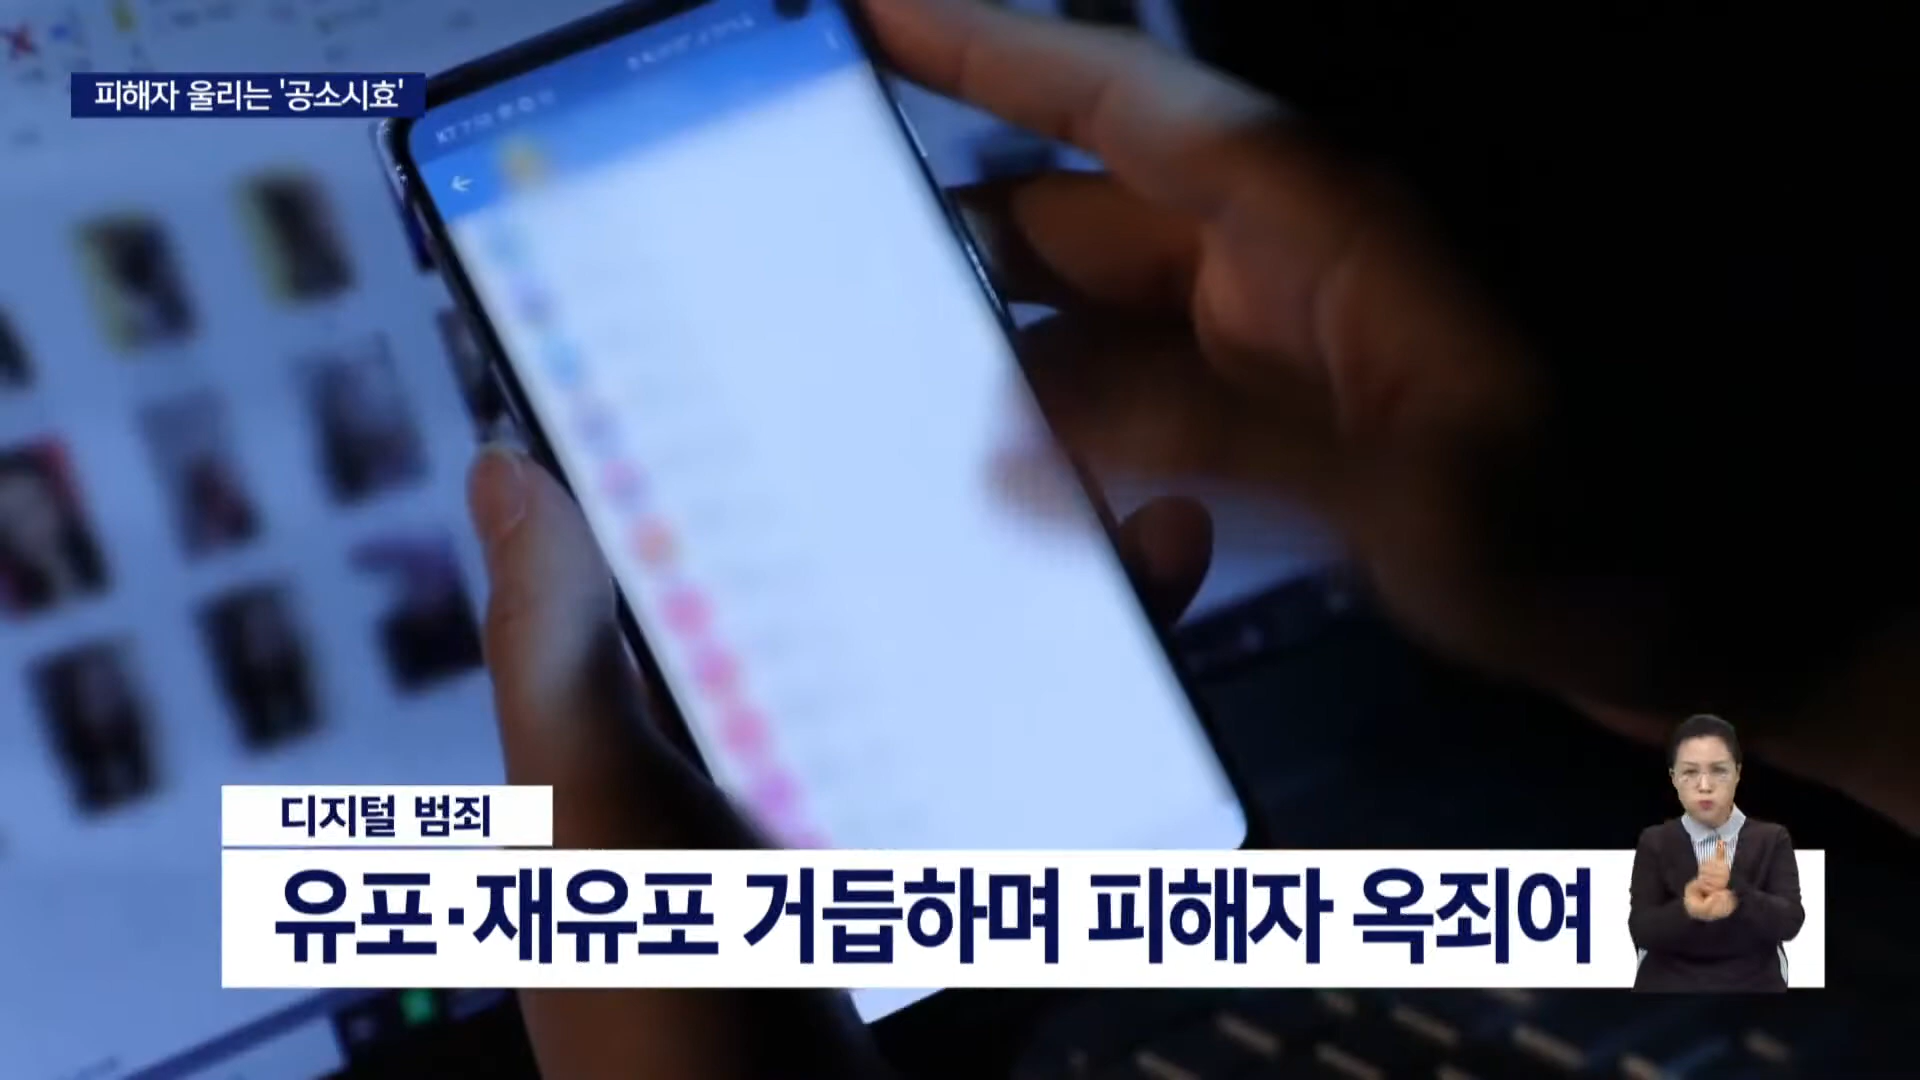 피해자 울리는 '공소시효'
디지털 범죄
유포·재유포 거듭하며 피해자 옥죄여